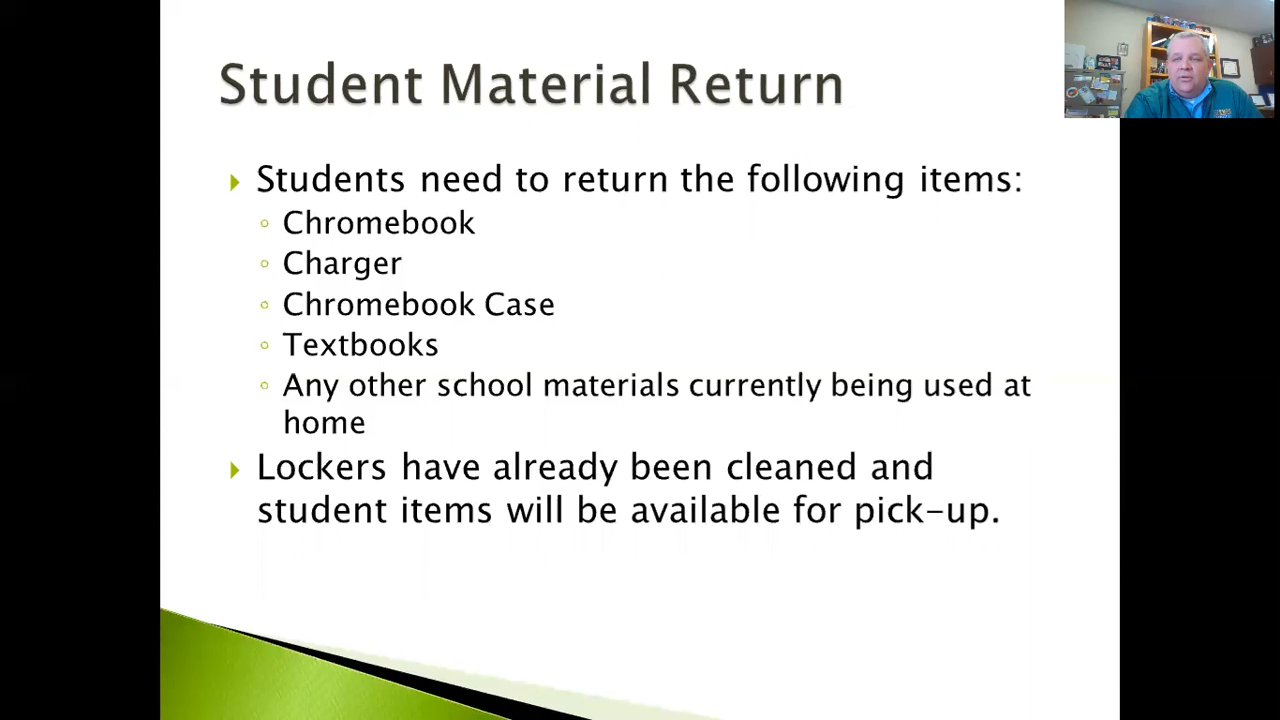 Student Material Return
Students need to return the following items:
Chromebook
Charger
Chromebook Case
Textbooks
Any other school materials currently being used at
home
Lockers have already been cleaned and
student items will be available for pick-up.